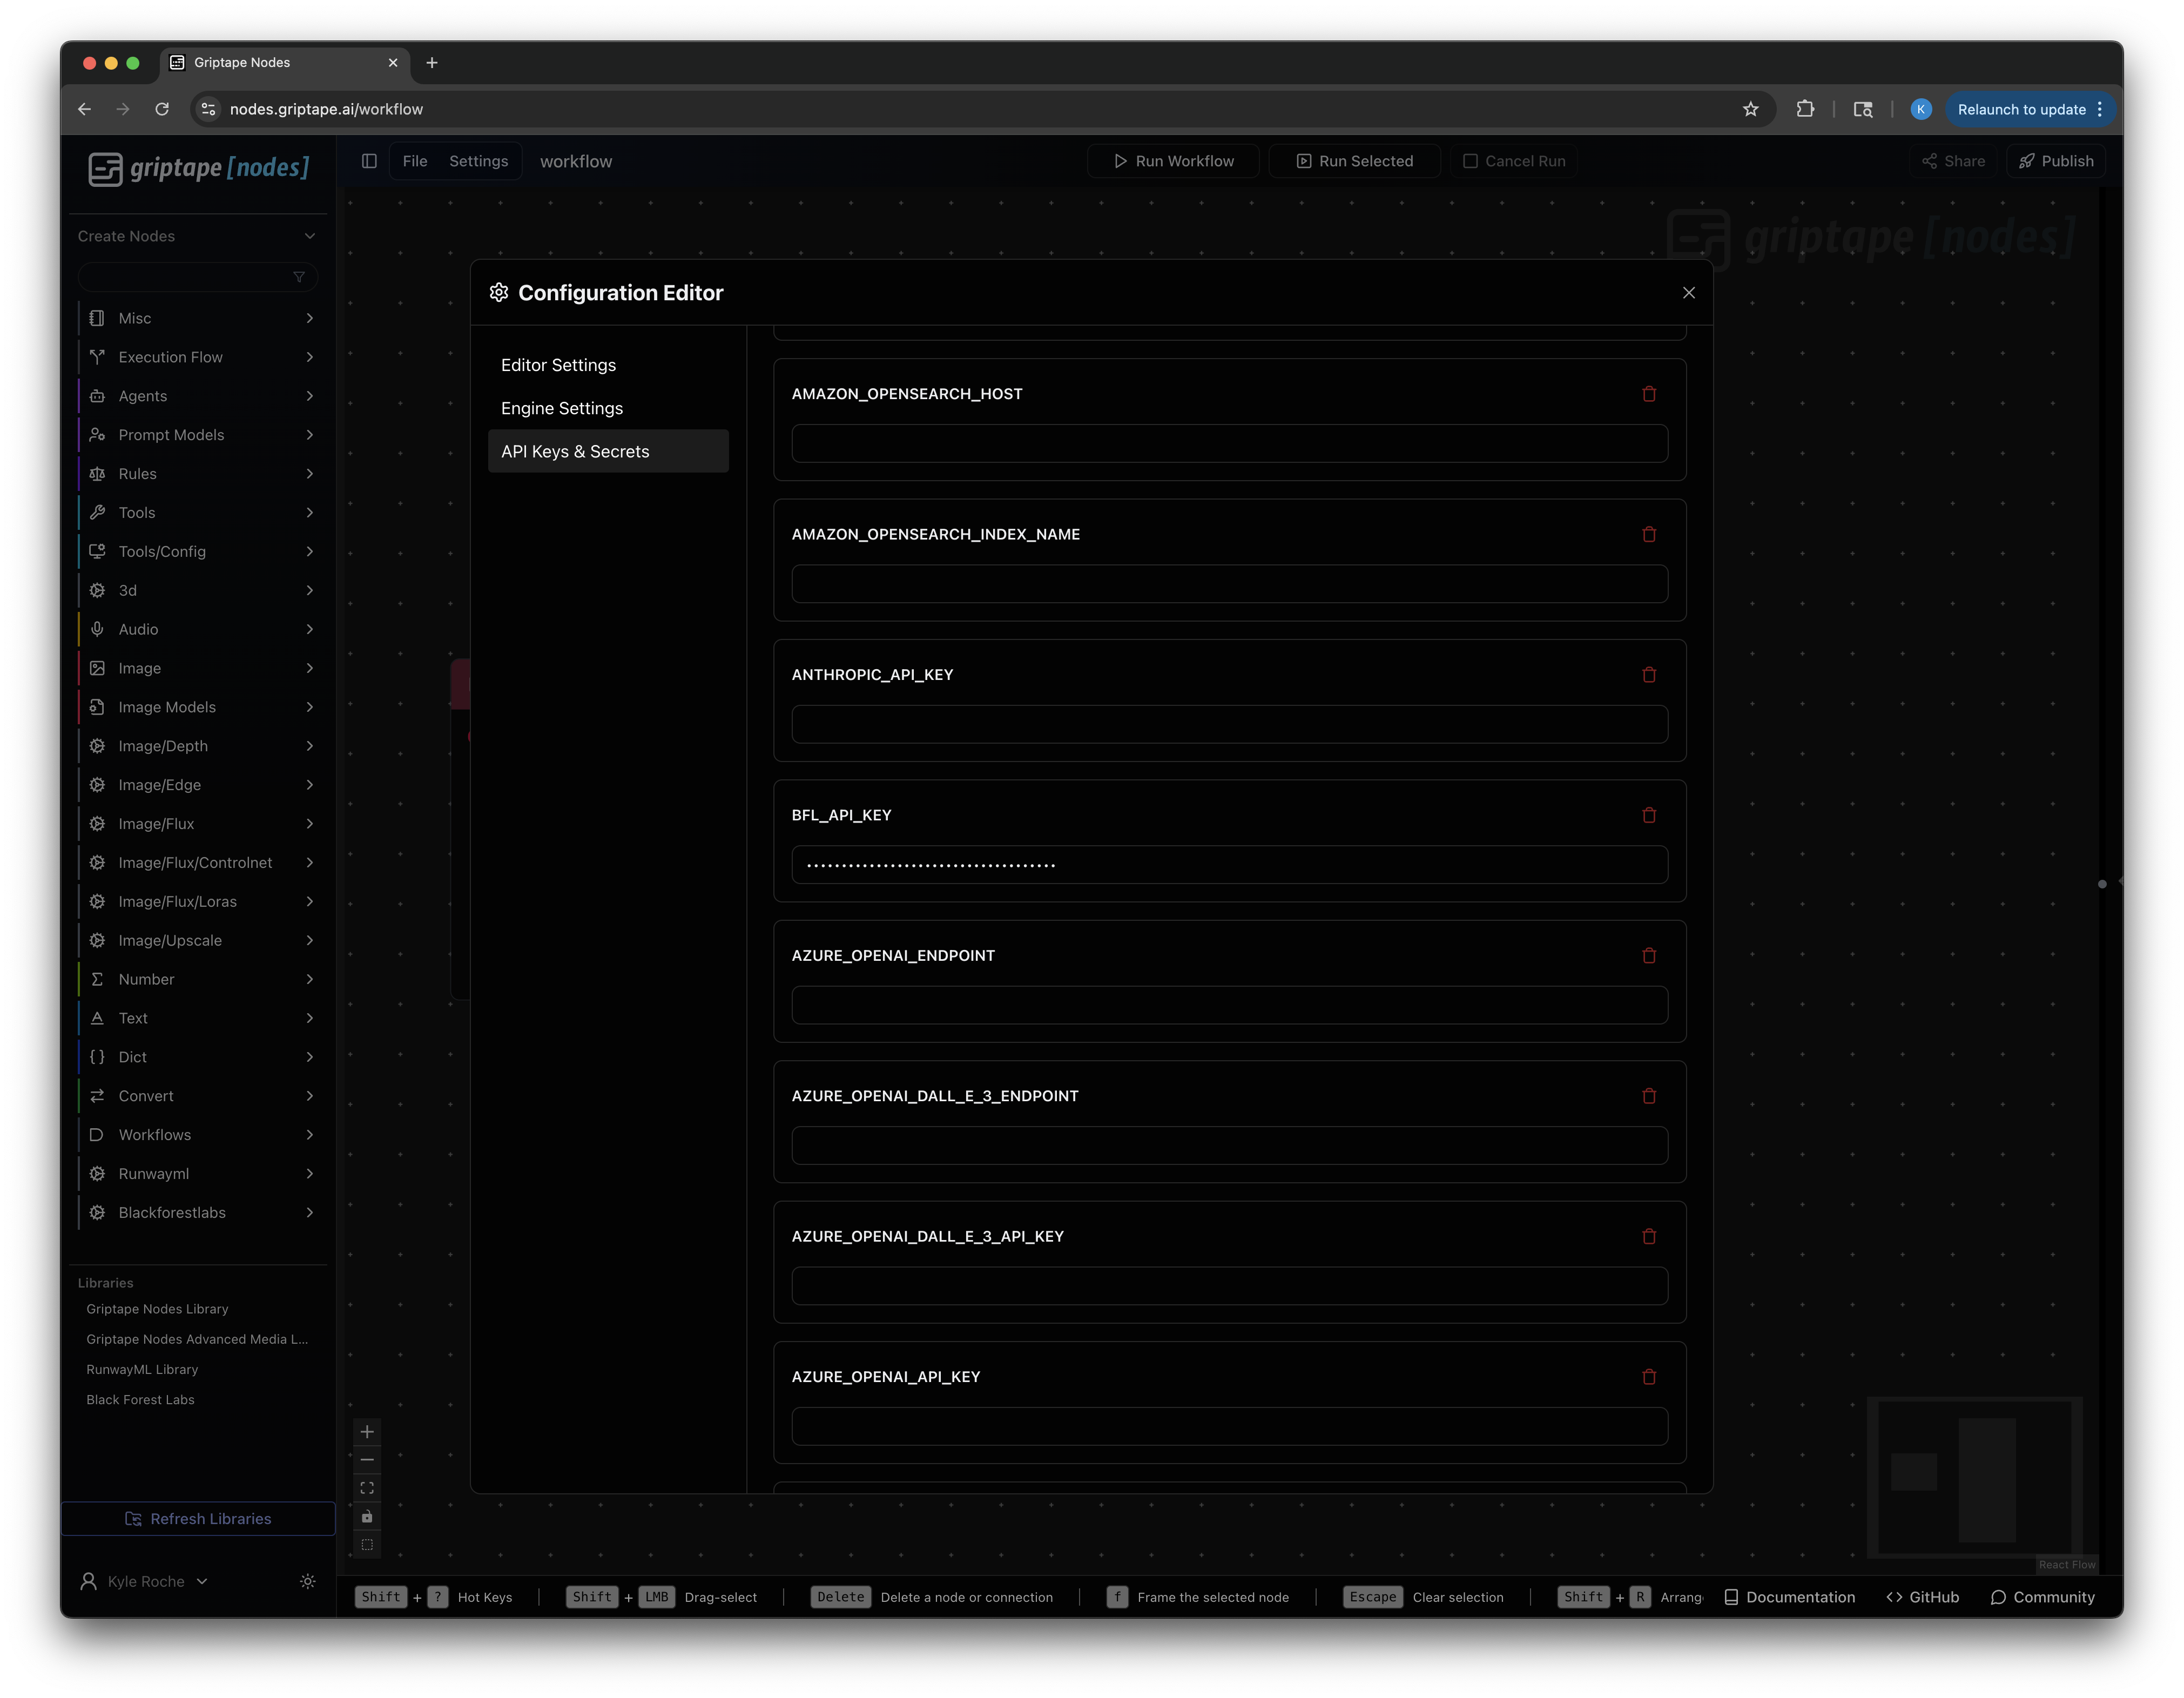 Griptape Nodes
nodes.griptape.ai/workflow
K
Relaunch to update
griptape [nodes]
File
Settings
workflow
Run Workflow
Run Selected
Cancel Run
Share
Publish
Create Nodes
Misc
Execution Flow
Agents
Prompt Models
Rules
Tools
Tools/Config
3d
Audio
Image
Image Models
Image/Depth
Image/Edge
Image/Flux
Image/Flux/Controlnet
Image/Flux/Loras
Image/Upscale
Number
Text
Dict
Convert
Workflows
Runwayml
Blackforestlabs
Libraries
Griptape Nodes Library
Griptape Nodes Advanced Media L...
RunwayML Library
Black Forest Labs
Refresh Libraries
Kyle Roche
griptape [nodes]
Configuration Editor
Editor Settings
Engine Settings
API Keys & Secrets
AMAZON_OPENSEARCH_HOST
AMAZON_OPENSEARCH_INDEX_NAME
ANTHROPIC_API_KEY
BFL_API_KEY
••••••••••••••••••••••••••••••••••••
AZURE_OPENAI_ENDPOINT
AZURE_OPENAI_DALL_E_3_ENDPOINT
AZURE_OPENAI_DALL_E_3_API_KEY
AZURE_OPENAI_API_KEY
React Flow
Shift + ? Hot Keys
Shift + LMB Drag-select
Delete Delete a node or connection
f Frame the selected node
Escape Clear selection
Shift + R Arrang
Documentation
GitHub
Community